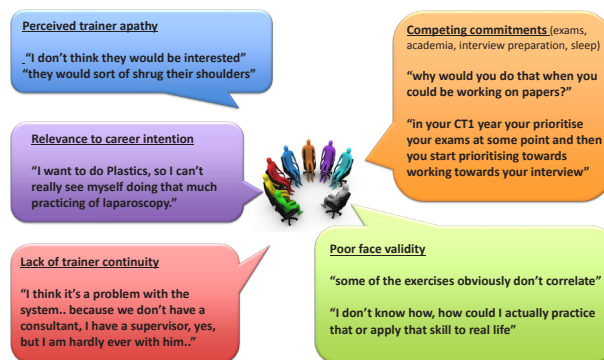 Perceived trainer apathy
"I don't think they would be interested"
"they would sort of shrug their shoulders"
Competing commitments (exams,
academia, interview preparation, sleep)
"why would you do that when you
could be working on papers?"
"in your CT1 year your prioritise
your exams at some point and then
you start prioritising towards
working towards your interview"
Relevance to career intention
"I want to do Plastics, so I can't
really see myself doing that much
practicing of laparoscopy."
Lack of trainer continuity
"I think it's a problem with the
system.. because we don't have a
consultant, I have a supervisor, yes,
but I am hardly ever with him.."
Poor face validity
"some of the exercises obviously don't correlate"
"I don't know how, how could I actually practice
that or apply that skill to real life"